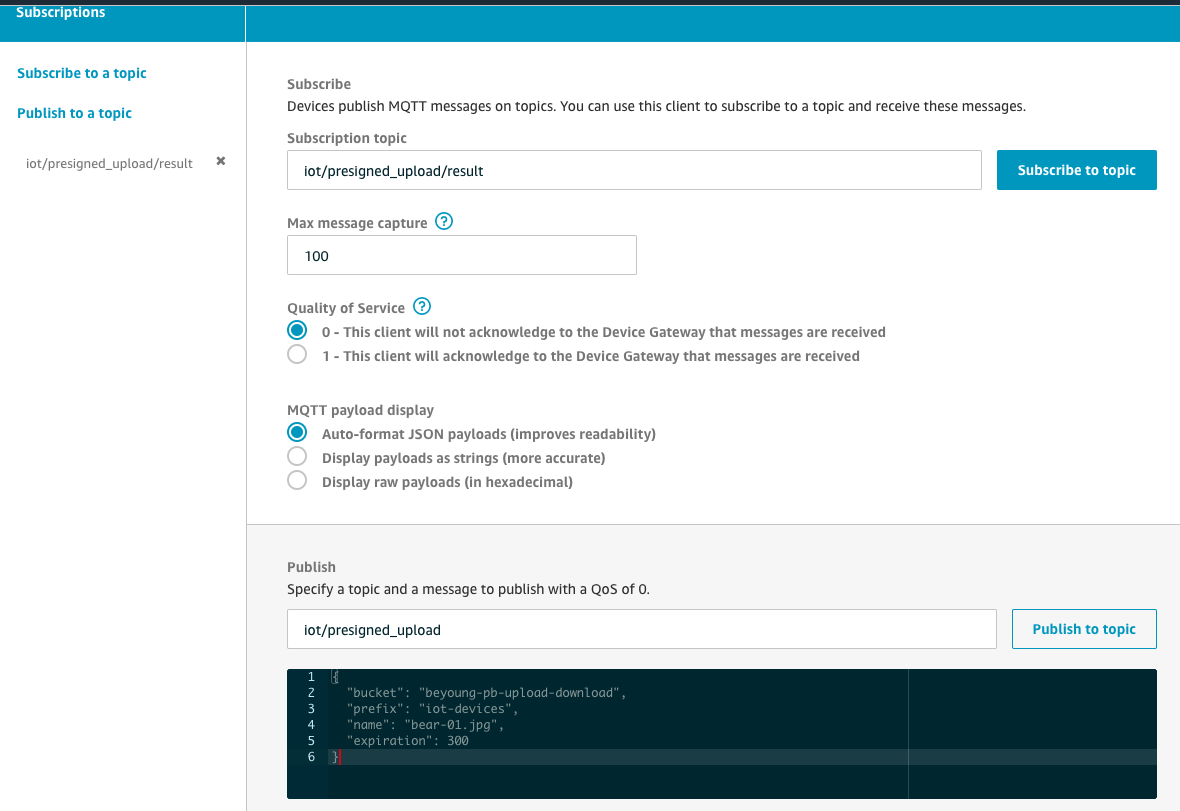 Subscriptions
Subscribe to a topic
Publish to a topic
iot/presigned_upload/result ✖
Subscribe
Devices publish MQTT messages on topics. You can use this client to subscribe to a topic and receive these messages.
Subscription topic
iot/presigned_upload/result
Subscribe to topic
Max message capture ?
100
Quality of Service ?
0 - This client will not acknowledge to the Device Gateway that messages are received
1 - This client will acknowledge to the Device Gateway that messages are received
MQTT payload display
Auto-format JSON payloads (improves readability)
Display payloads as strings (more accurate)
Display raw payloads (in hexadecimal)
Publish
Specify a topic and a message to publish with a QoS of 0.
iot/presigned_upload
Publish to topic
1 {
2 "bucket": "beyoung-pb-upload-download",
3 "prefix": "iot-devices",
4 "name": "bear-01.jpg",
5 "expiration": 300
6 }